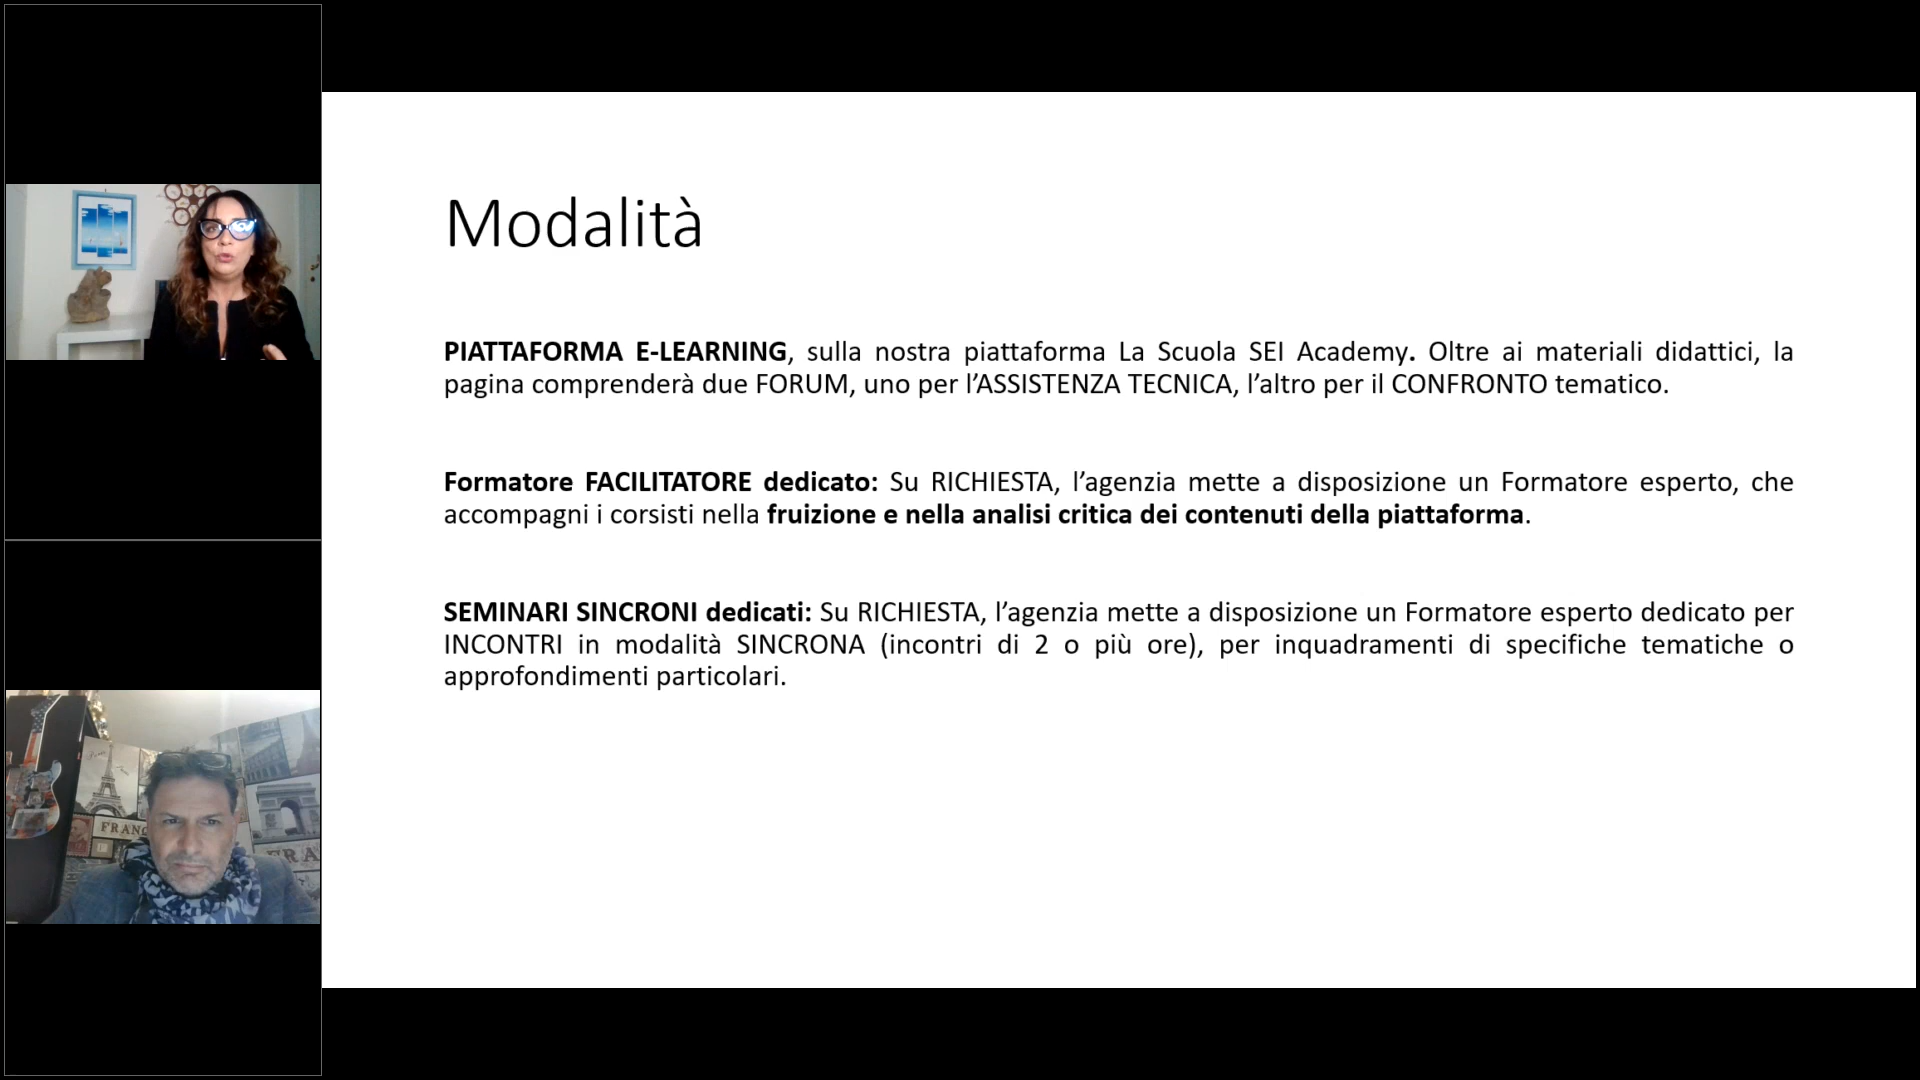 Modalità
PIATTAFORMA E-LEARNING, sulla nostra piattaforma La Scuola SEI Academy. Oltre ai materiali didattici, la
pagina comprenderà due FORUM, uno per l’ASSISTENZA TECNICA, l’altro per il CONFRONTO tematico.
Formatore FACILITATORE dedicato: Su RICHIESTA, l’agenzia mette a disposizione un Formatore esperto, che
accompagni i corsisti nella fruizione e nella analisi critica dei contenuti della piattaforma.
SEMINARI SINCRONI dedicati: Su RICHIESTA, l’agenzia mette a disposizione un Formatore esperto dedicato per
INCONTRI in modalità SINCRONA (incontri di 2 o più ore), per inquadramenti di specifiche tematiche o
approfondimenti particolari.